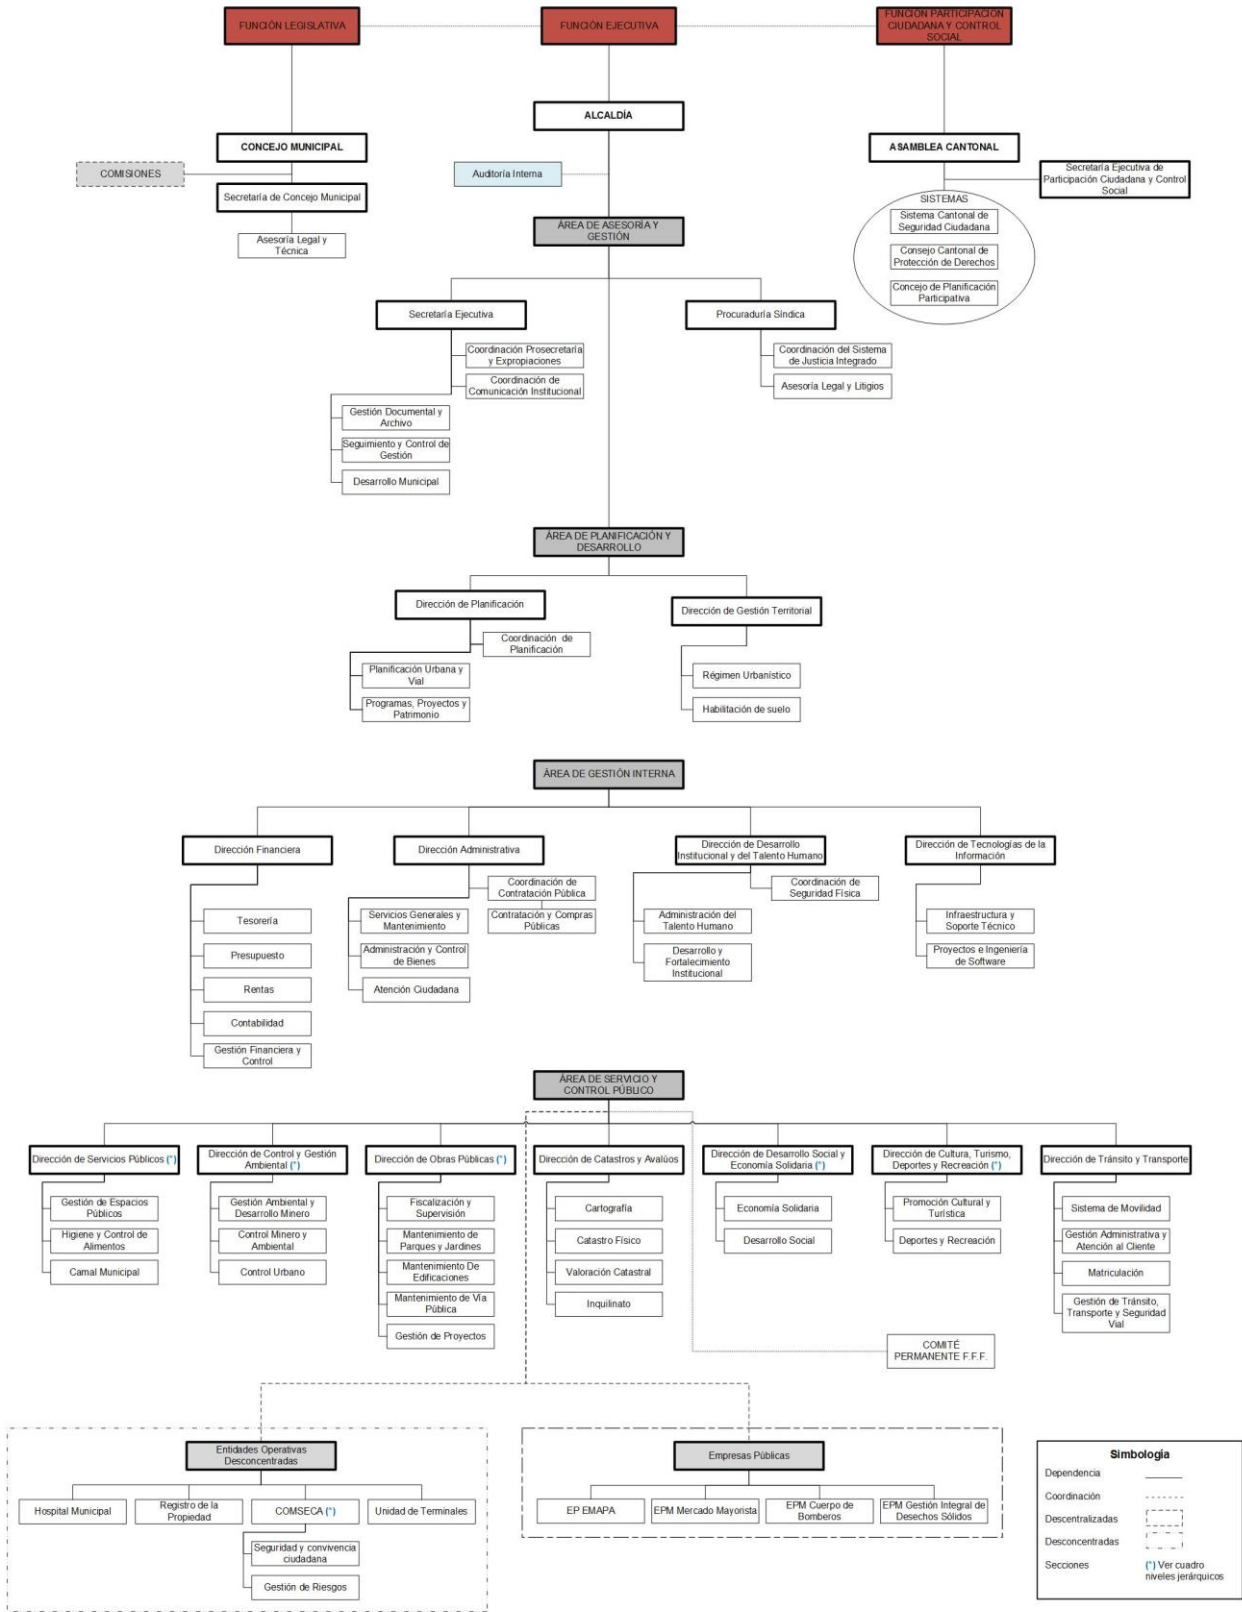 FUNCIÓN LEGISLATIVA
FUNCIÓN EJECUTIVA
FUNCIÓN PARTICIPACIÓN
CIUDADANA Y CONTROL
SOCIAL
ALCALDÍA
CONCEJO MUNICIPAL
ASAMBLEA CANTONAL
COMISIONES
Auditoría Interna
Secretaría Ejecutiva de
Participación Ciudadana y Control
Social
Secretaría de Concejo Municipal
Asesoría Legal y
Técnica
SISTEMAS
Sistema Cantonal de
Seguridad Ciudadana
Consejo Cantonal de
Protección de Derechos
Concejo de Planificación
Participativa
ÁREA DE ASESORÍA Y
GESTIÓN
Secretaría Ejecutiva
Procuraduría Síndica
Coordinación Prosecretaría
y Expropiaciones
Coordinación de
Comunicación Institucional
Coordinación del Sistema
de Justicia Integrado
Asesoría Legal y Litigios
Gestión Documental y
Archivo
Seguimiento y Control de
Gestión
Desarrollo Municipal
ÁREA DE PLANIFICACIÓN Y
DESARROLLO
Dirección de Planificación
Dirección de Gestión Territorial
Coordinación de
Planificación
Planificación Urbana y
Vial
Programas, Proyectos y
Patrimonio
Régimen Urbanístico
Habilitación de suelo
ÁREA DE GESTIÓN INTERNA
Dirección Financiera
Dirección Administrativa
Dirección de Desarrollo
Institucional y del Talento Humano
Dirección de Tecnologías de la
Información
Tesorería
Presupuesto
Rentas
Contabilidad
Gestión Financiera y
Control
Coordinación de
Contratación Pública
Contratación y Compras
Públicas
Servicios Generales y
Mantenimiento
Administración y Control
de Bienes
Atención Ciudadana
Coordinación de
Seguridad Física
Administración del
Talento Humano
Desarrollo y
Fortalecimiento
Institucional
Infraestructura y
Soporte Técnico
Proyectos e Ingeniería
de Software
ÁREA DE SERVICIO Y
CONTROL PÚBLICO
Dirección de Servicios Públicos (*)
Dirección de Control y Gestión
Ambiental (*)
Dirección de Obras Públicas (*)
Dirección de Catastros y Avalúos
Dirección de Desarrollo Social y
Economía Solidaria (*)
Dirección de Cultura, Turismo,
Deportes y Recreación (*)
Dirección de Tránsito y Transporte
Gestión de Espacios
Públicos
Higiene y Control de
Alimentos
Camal Municipal
Gestión Ambiental y
Desarrollo Minero
Control Minero y
Ambiental
Control Urbano
Fiscalización y
Supervisión
Mantenimiento de
Parques y Jardines
Mantenimiento De
Edificaciones
Mantenimiento de Vía
Pública
Gestión de Proyectos
Cartografía
Catastro Físico
Valoración Catastral
Inquilinato
Economía Solidaria
Desarrollo Social
Promoción Cultural y
Turística
Deportes y Recreación
Sistema de Movilidad
Gestión Administrativa y
Atención al Cliente
Matriculación
Gestión de Tránsito,
Transporte y Seguridad
Vial
COMITÉ
PERMANENTE F.F.F.
Entidades Operativas
Desconcentradas
Hospital Municipal
Registro de la
Propiedad
COMSECA (*)
Unidad de Terminales
Seguridad y convivencia
ciudadana
Gestión de Riesgos
Empresas Públicas
EP EMAPA
EPM Mercado Mayorista
EPM Cuerpo de
Bomberos
EPM Gestión Integral de
Desechos Sólidos
Simbología
Dependencia
Coordinación
Descentralizadas
Desconcentradas
Secciones
(*) Ver cuadro
niveles jerárquicos